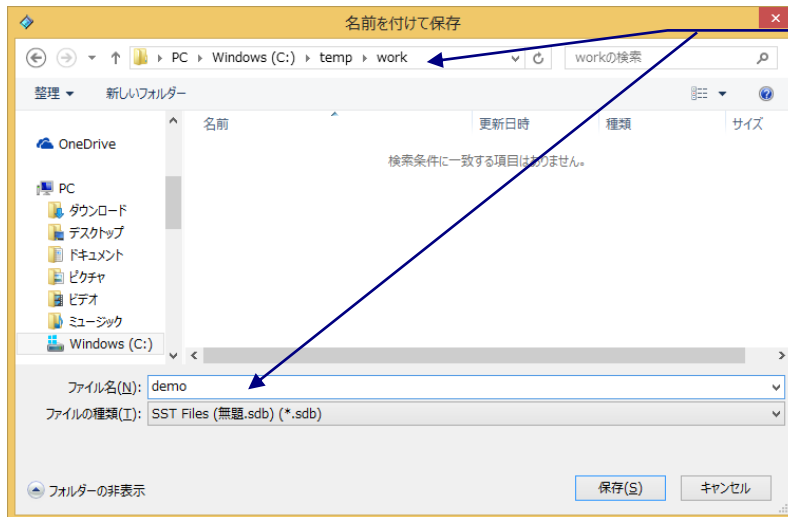 名前を付けて保存
PC ▸ Windows (C:) ▸ temp ▸ work
workの検索
整理 ▼ 新しいフォルダー
名前 更新日時 種類 サイズ
検索条件に一致する項目はありません。
OneDrive
PC
ダウンロード
デスクトップ
ドキュメント
ピクチャ
ビデオ
ミュージック
Windows (C:)
ファイル名(N): demo
ファイルの種類(T): SST Files (無題.sdb) (*.sdb)
フォルダーの非表示 保存(S) キャンセル